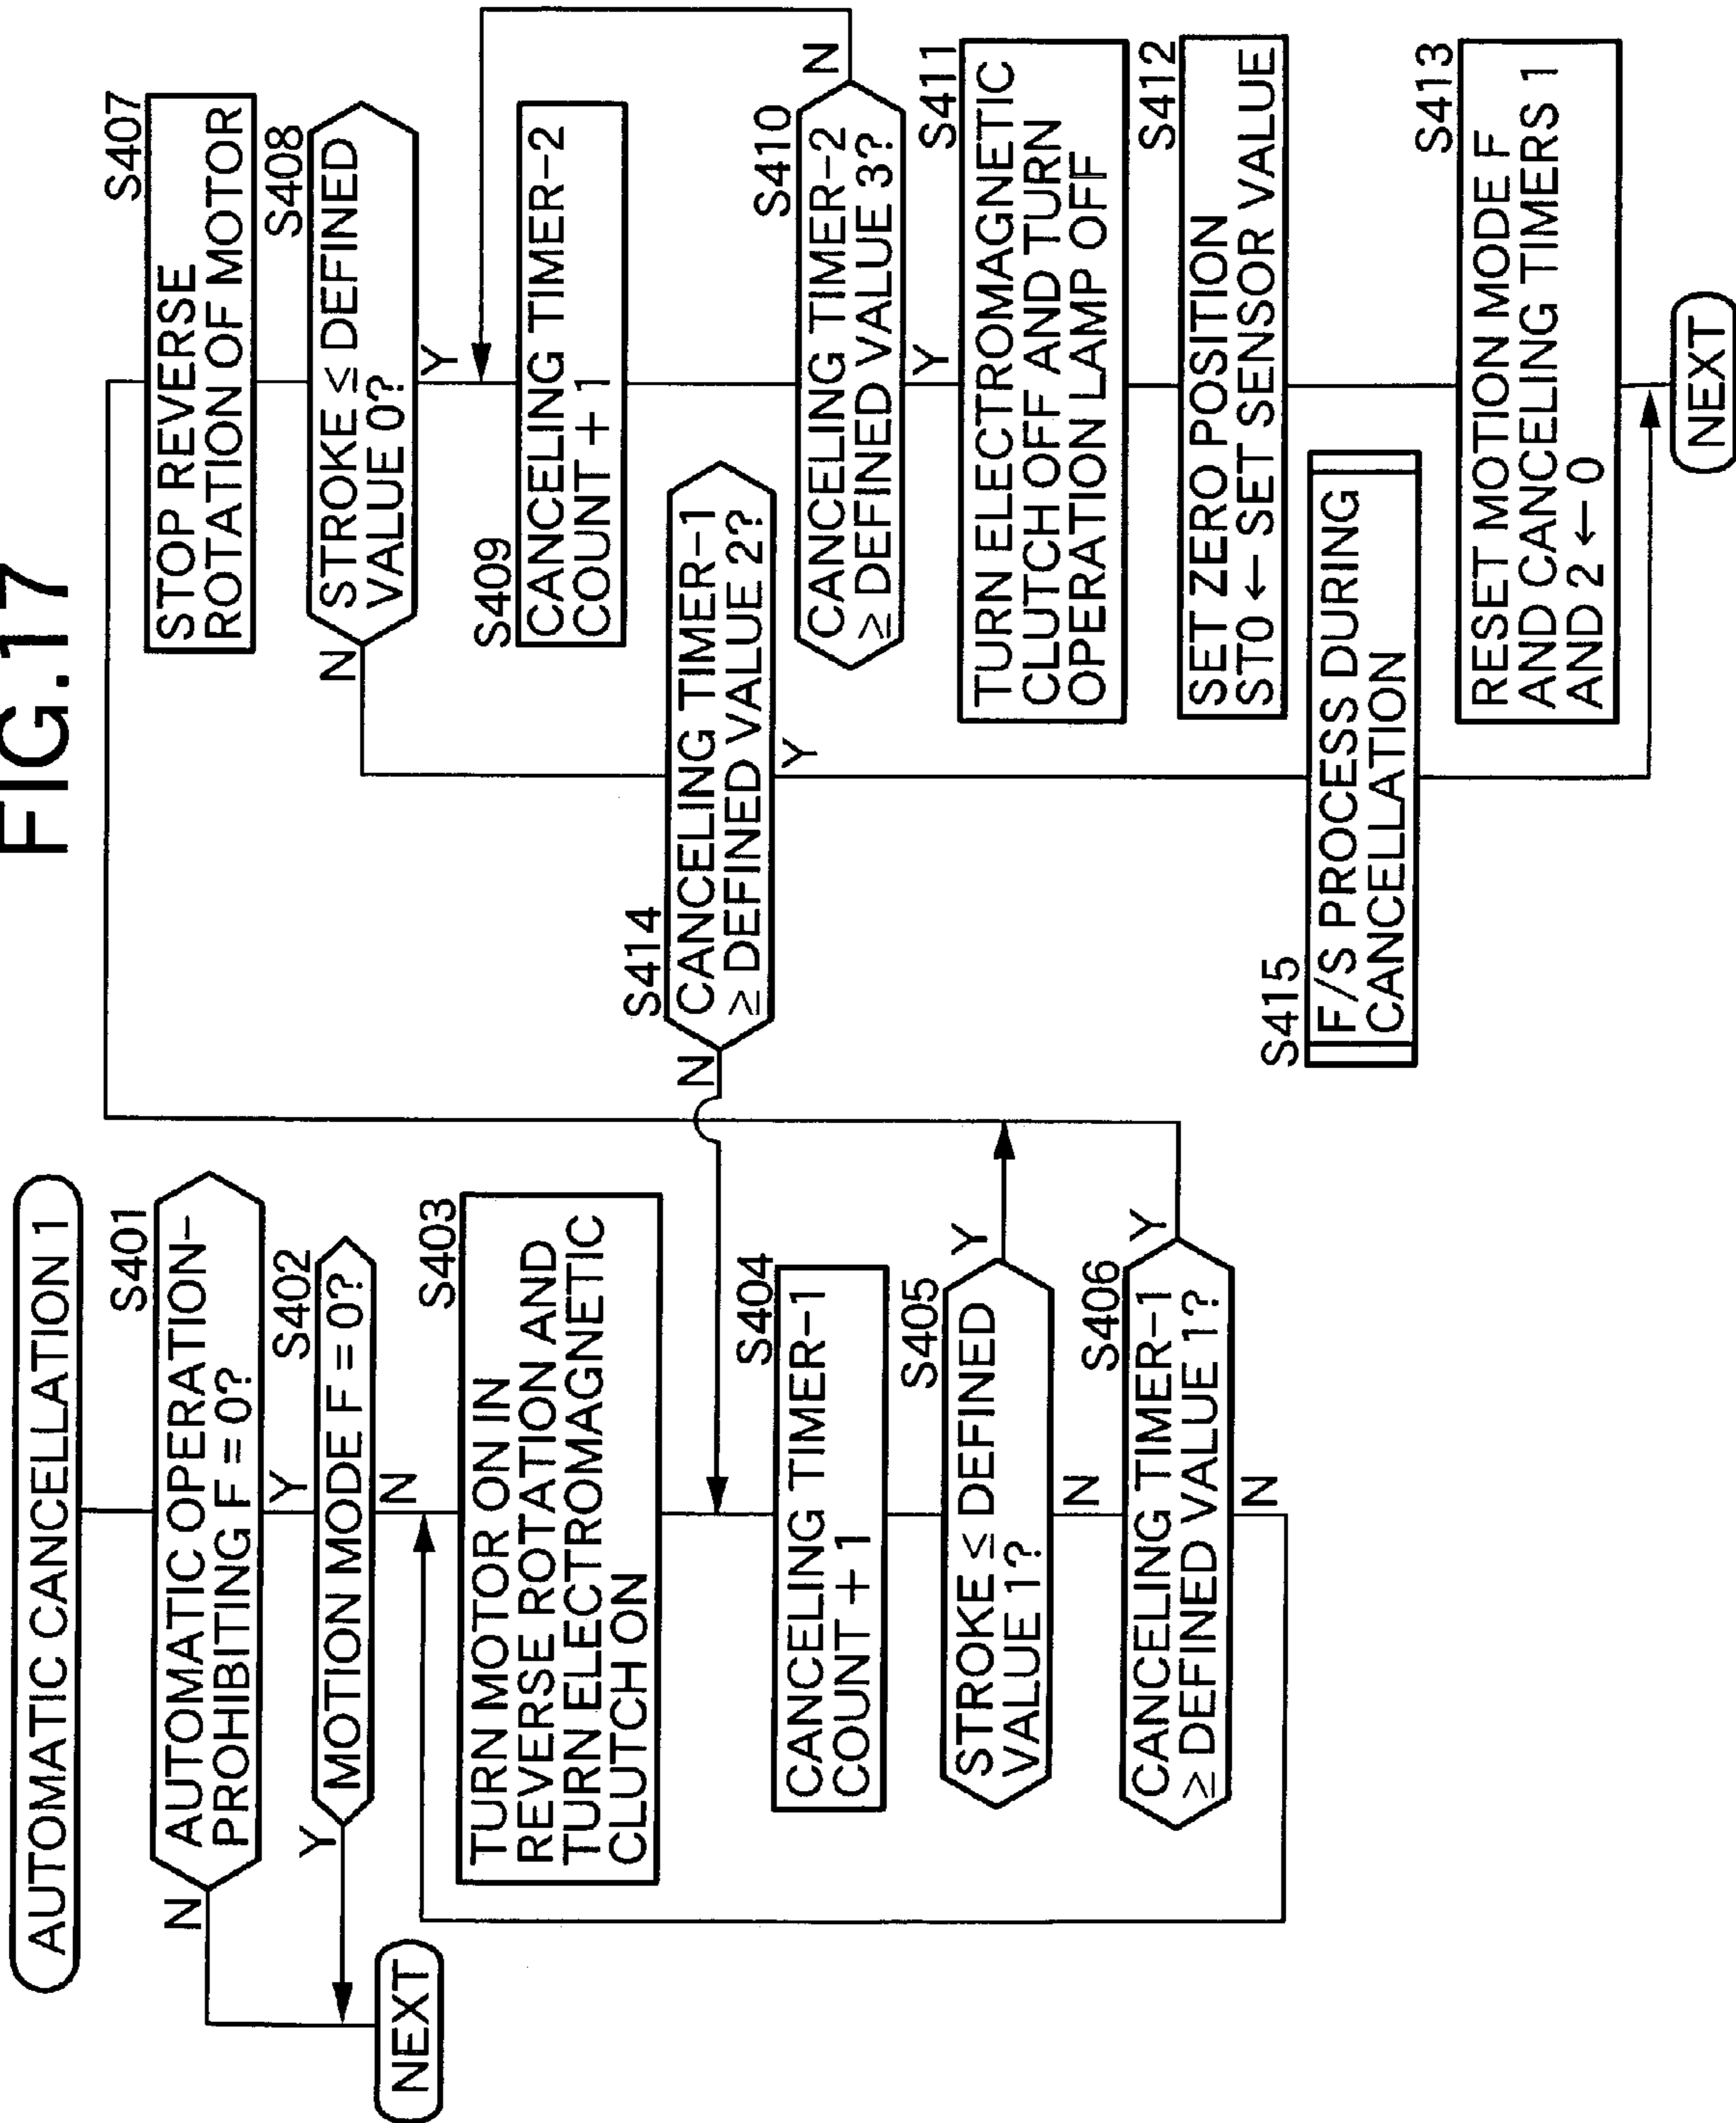 FIG.17
AUTOMATIC CANCELLATION 1
S401
AUTOMATIC OPERATION-
PROHIBITING F = 0?
N
Y
S402
MOTION MODE F = 0?
Y
N
NEXT
S403
TURN MOTOR ON IN
REVERSE ROTATION AND
TURN ELECTROMAGNETIC
CLUTCH ON
S404
CANCELING TIMER-1
COUNT + 1
S405
STROKE ≤ DEFINED
VALUE 1?
Y
N
S406
CANCELING TIMER-1
≥ DEFINED VALUE 1?
Y
N
S407
STOP REVERSE
ROTATION OF MOTOR
S408
STROKE ≤ DEFINED
VALUE 0?
N
Y
S409
CANCELING TIMER-2
COUNT + 1
S414
CANCELING TIMER-1
≥ DEFINED VALUE 2?
N
Y
S410
CANCELING TIMER-2
≥ DEFINED VALUE 3?
N
Y
S411
TURN ELECTROMAGNETIC
CLUTCH OFF AND TURN
OPERATION LAMP OFF
S412
SET ZERO POSITION
ST0 ← SET SENSOR VALUE
S415
F/S PROCESS DURING
CANCELLATION
S413
RESET MOTION MODE F
AND CANCELING TIMERS 1
AND 2 ← 0
NEXT